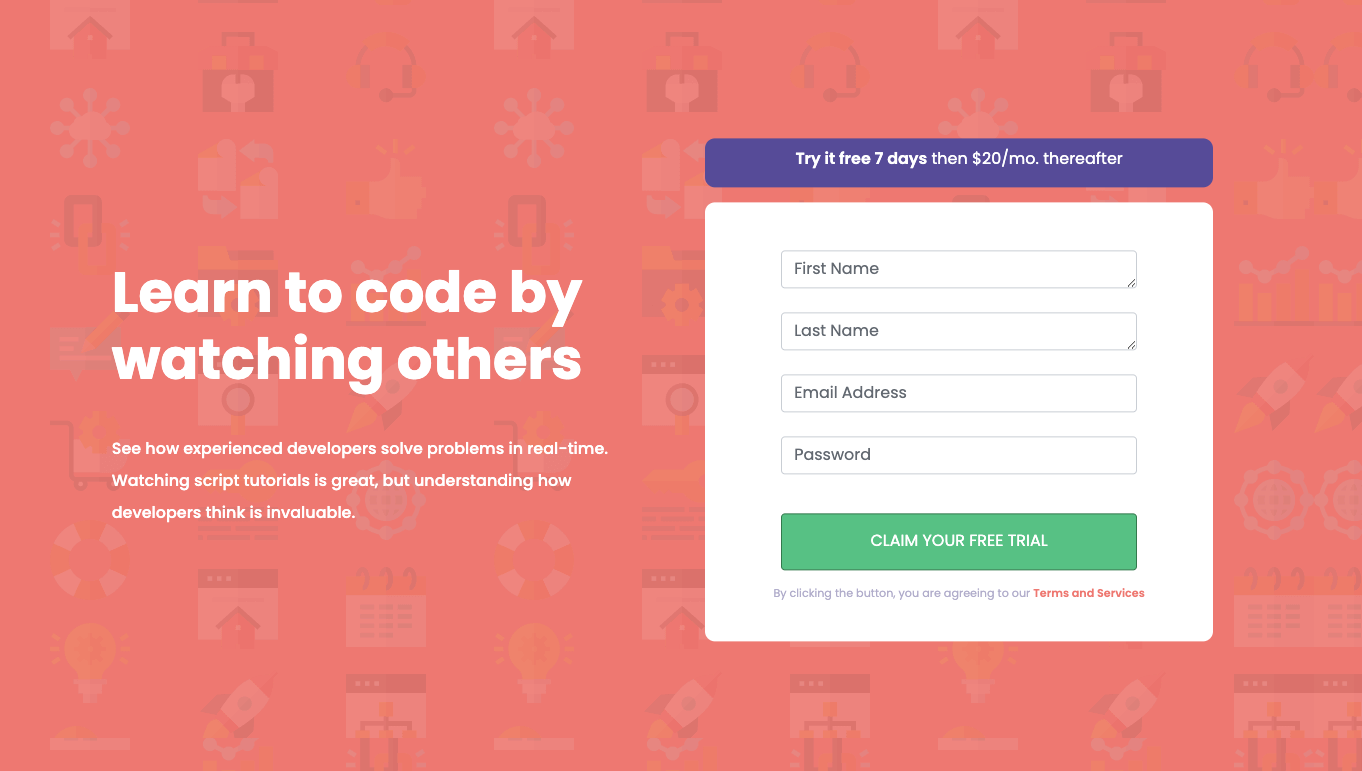 Learn to code by
watching others
See how experienced developers solve problems in real-time.
Watching script tutorials is great, but understanding how
developers think is invaluable.
Try it free 7 days then $20/mo. thereafter
First Name
Last Name
Email Address
Password
CLAIM YOUR FREE TRIAL
By clicking the button, you are agreeing to our Terms and Services